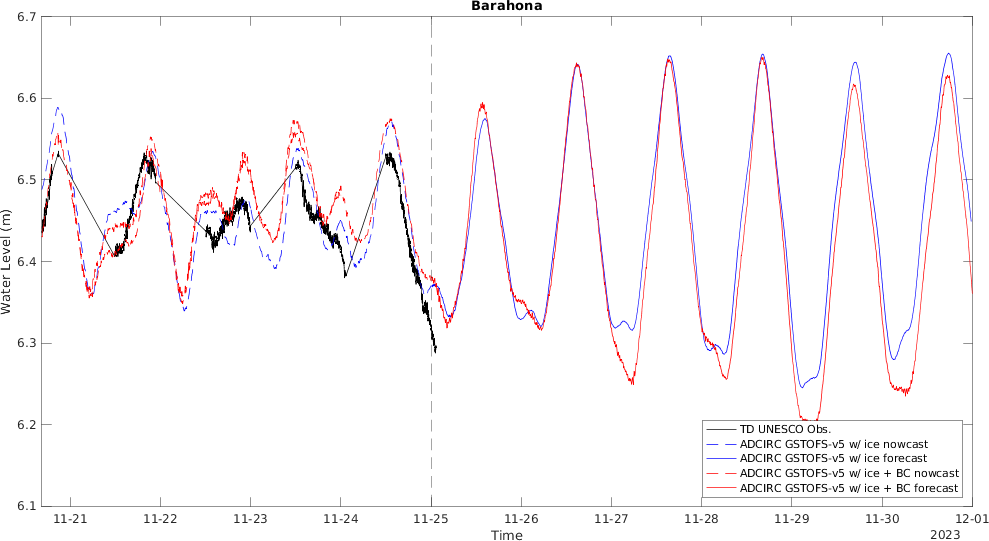 Barahona
6.7
6.6
6.5
6.4
6.3
6.2
6.1
Water Level (m)
TD UNESCO Obs.
ADCIRC GSTOFS-v5 w/ ice nowcast
ADCIRC GSTOFS-v5 w/ ice forecast
ADCIRC GSTOFS-v5 w/ ice + BC nowcast
ADCIRC GSTOFS-v5 w/ ice + BC forecast
11-21 11-22 11-23 11-24 11-25 11-26 11-27 11-28 11-29 11-30 12-01
Time
2023